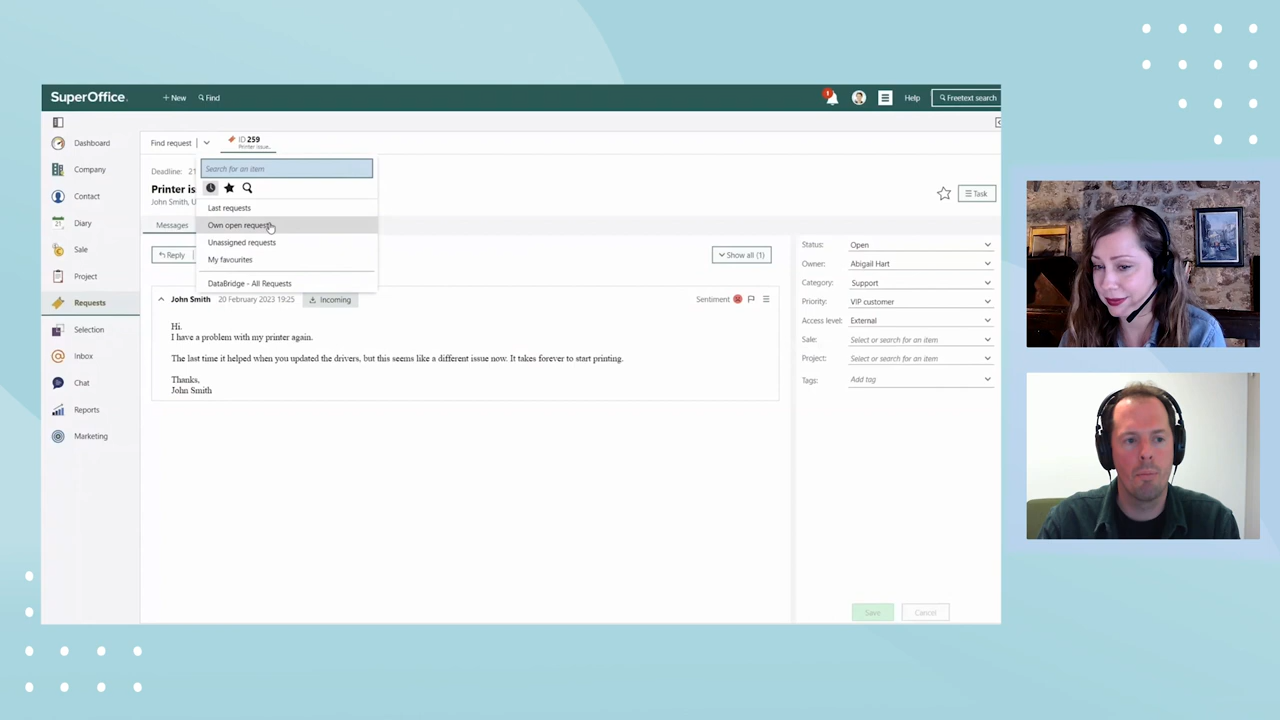 SuperOffice.
+ New
Find
1
Help
Freetext search
Dashboard
Company
Contact
21
Diary
Sale
Project
Requests
Selection
Inbox
Chat
Reports
Marketing
Find request
ID 259
Printer issue...
Search for an item
Deadline: 21
Printer is
John Smith, U
Task
Last requests
Own open requests
Unassigned requests
My favourites
DataBridge - All Requests
Messages
Reply
Show all (1)
John Smith 20 February 2023 19:25 Incoming
Sentiment
Hi.
I have a problem with my printer again.
The last time it helped when you updated the drivers, but this seems like a different issue now. It takes forever to start printing.
Thanks,
John Smith
Status: Open
Owner: Abigail Hart
Category: Support
Priority: VIP customer
Access level: External
Sale: Select or search for an item
Project: Select or search for an item
Tags: Add tag
Save
Cancel